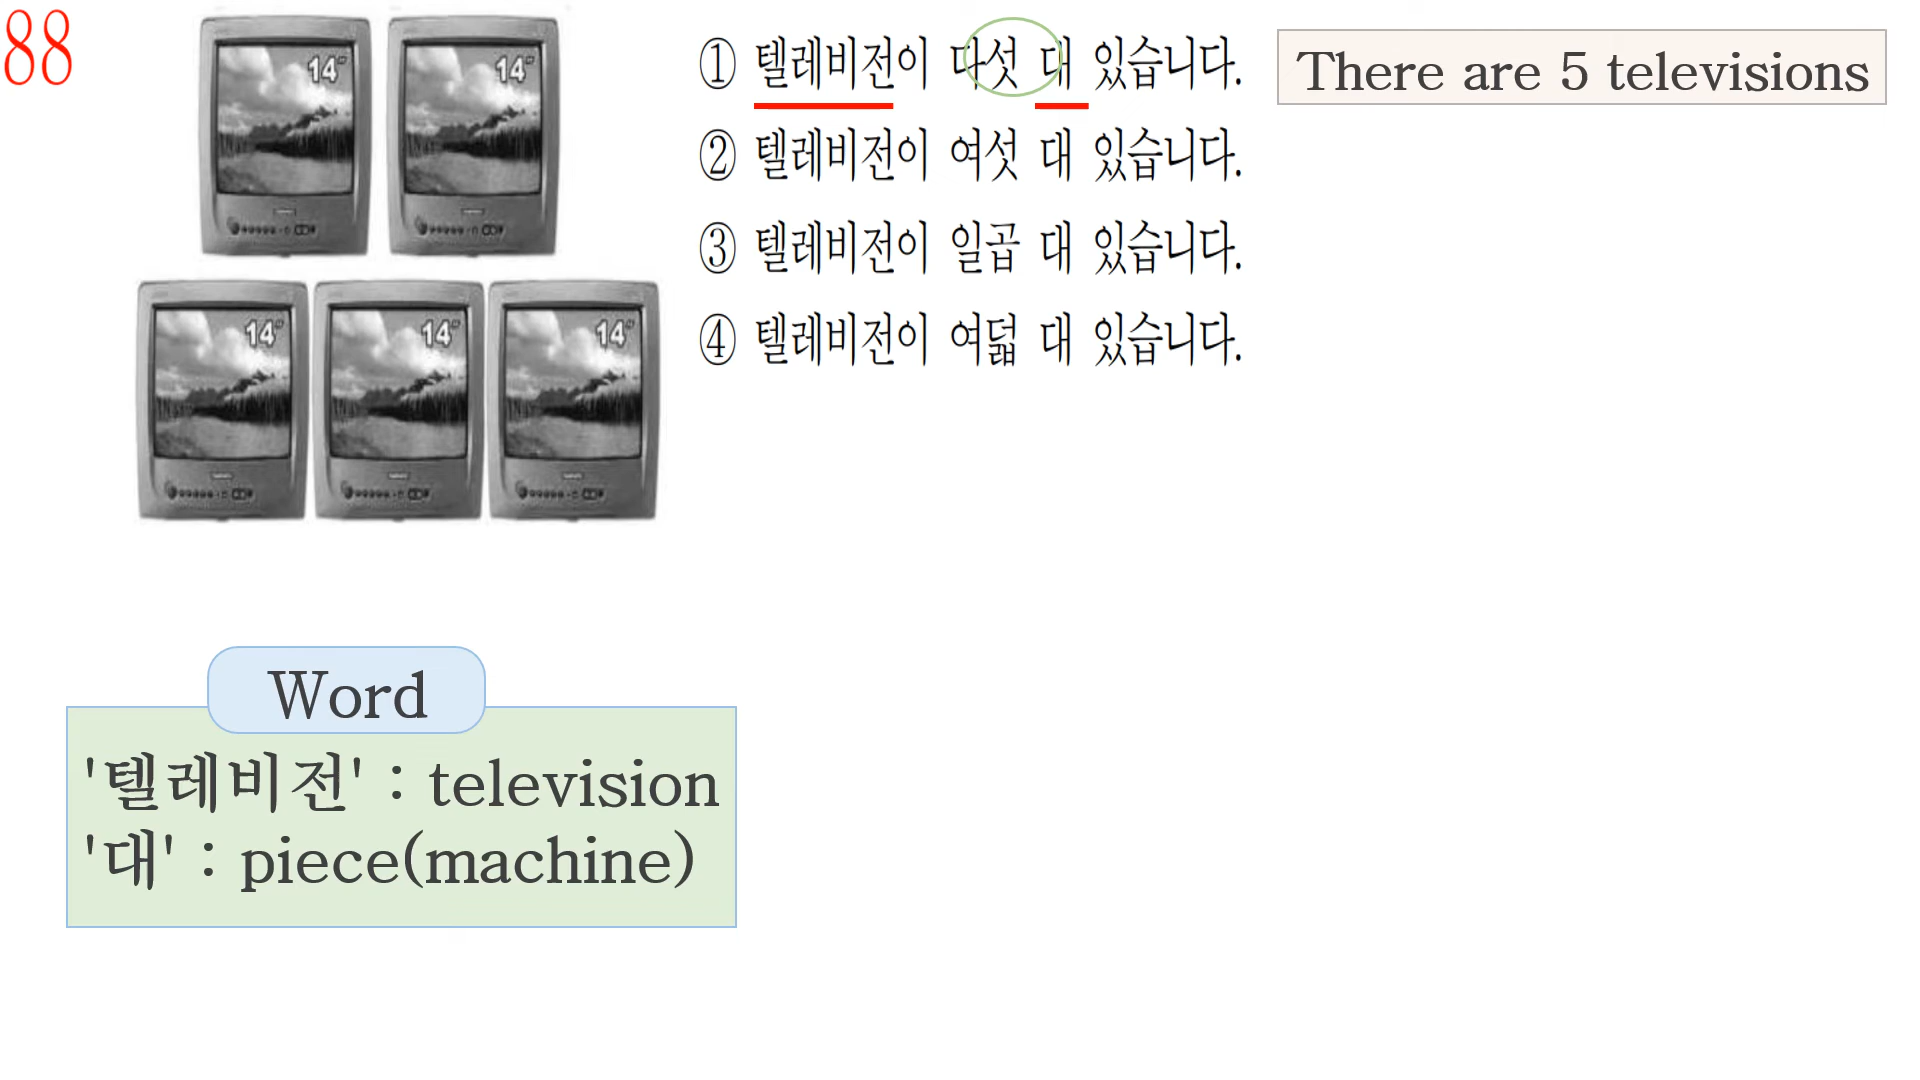 88
14"
14"
14"
14"
14"
① 텔레비전이 다섯 대 있습니다.
There are 5 televisions
② 텔레비전이 여섯 대 있습니다.
③ 텔레비전이 일곱 대 있습니다.
④ 텔레비전이 여덟 대 있습니다.
Word
'텔레비전' : television
'대' : piece(machine)